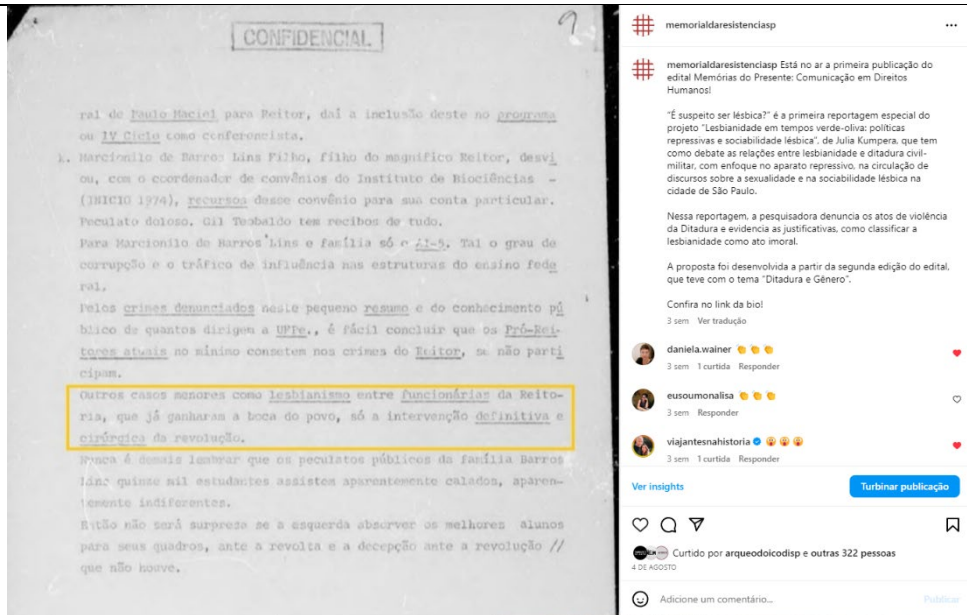 9
CONFIDENCIAL
ral de Paulo Maciel para Reitor, daí a inclusão deste no programa
ou IV Ciclo como conferencista.
k. Marcionilo de Barros Lins Filho, filho do magnífico Reitor, desvi
ou, com o coordenador de convênios do Instituto de Biociências -
(INICIO 1974), recursos desse convênio para sua conta particular.
Peculato doloso. Gil Teobaldo tem recibos de tudo.
Para Marcionilo de Barros Lins e família só o AI-5. Tal o grau de
corrupção e o tráfico de influência nas estruturas do ensino fede
ral.
Pelos crimes denunciados neste pequeno resumo e do conhecimento pú
blico de quantos dirigem a UFPe., é fácil concluir que os Pró-Rei-
tores atuais no mínimo consetem nos crimes do Reitor, se não parti
cipam.
Outros casos menores como lesbianismo entre funcionárias da Reito-
ria, que já ganharam a boca do povo, só a intervenção definitiva e
cirúrgica da revolução.
Nunca é demais lembrar que os peculatos públicos da família Barros
Lins quinze mil estudantes assistem aparentemente calados, aparen-
temente indiferentes.
Então não será surpresa se a esquerda absorver os melhores alunos
para seus quadros, ante a revolta e a decepção ante a revolução //
que não houve.
memorialdaresistenciasp
memorialdaresistenciasp Está no ar a primeira publicação do
edital Memórias do Presente: Comunicação em Direitos
Humanos!
"É suspeito ser lésbica?" é a primeira reportagem especial do
projeto "Lesbianidade em tempos verde-oliva: políticas
repressivas e sociabilidade lésbica", de Julia Kumpera, que tem
como debate as relações entre lesbianidade e ditadura civil-
militar, com enfoque no aparato repressivo, na circulação de
discursos sobre a sexualidade e na sociabilidade lésbica na
cidade de São Paulo.
Nessa reportagem, a pesquisadora denuncia os atos de violência
da Ditadura e evidencia as justificativas, como classificar a
lesbianidade como ato imoral.
A proposta foi desenvolvida a partir da segunda edição do edital,
que teve com o tema "Ditadura e Gênero".
Confira no link da bio!
3 sem Ver tradução
daniela.wainer 👏 👏 👏
3 sem 1 curtida Responder
eusoumonalisa 👏 👏 👏
3 sem Responder
viajantesnahistoria 😱 😱 😱
3 sem 1 curtida Responder
Ver insights
Turbinar publicação
Curtido por arqueodoicodisp e outras 322 pessoas
4 DE AGOSTO
Adicione um comentário...
Publicar